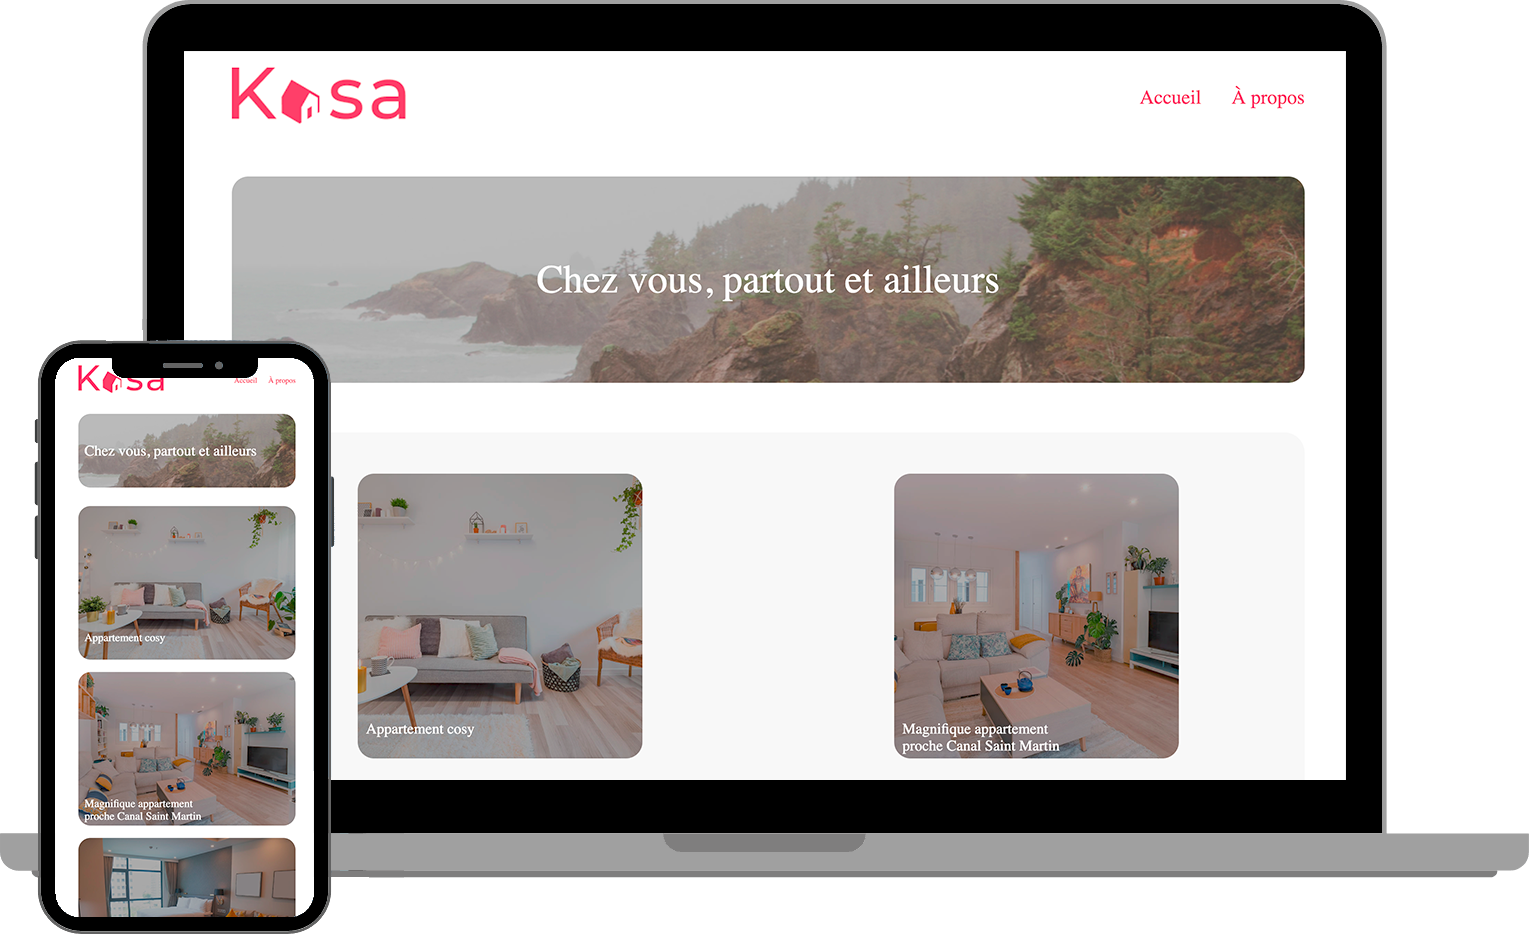 Kasa
Accueil À propos
Chez vous, partout et ailleurs
Appartement cosy
Magnifique appartement
proche Canal Saint Martin
Kasa
Accueil À propos
Chez vous, partout et ailleurs
Appartement cosy
Magnifique appartement
proche Canal Saint Martin